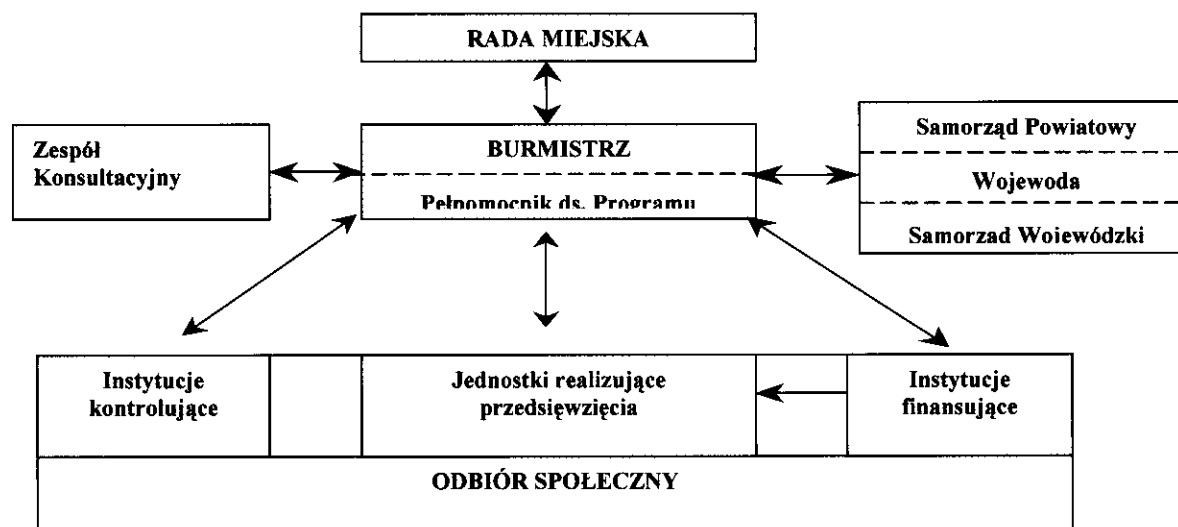 RADA MIEJSKA
Zespół
Konsultacyjny
BURMISTRZ
Pełnomocnik ds. Programu
Samorząd Powiatowy
Wojewoda
Samorzad Wojewódzki
Instytucje
kontrolujące
Jednostki realizujące
przedsięwzięcia
Instytucje
finansujące
ODBIÓR SPOŁECZNY